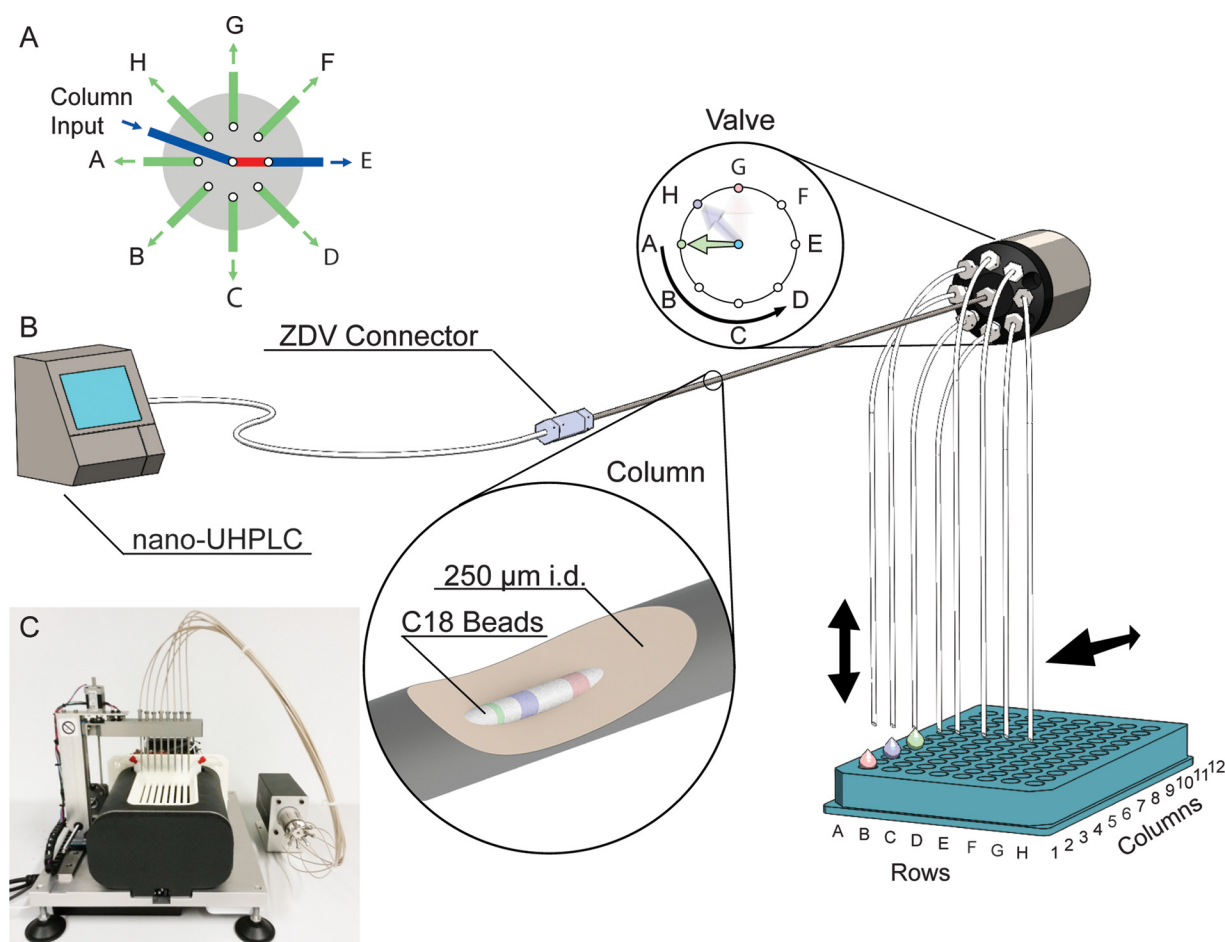 A
G
H
F
Column
Input
A
E
B
D
C
Valve
G
H
F
A
E
B
D
C
B
ZDV Connector
nano-UHPLC
Column
250 µm i.d.
C18 Beads
C
A B C D E F G H
Rows
1 2 3 4 5 6 7 8 9 10 11 12
Columns